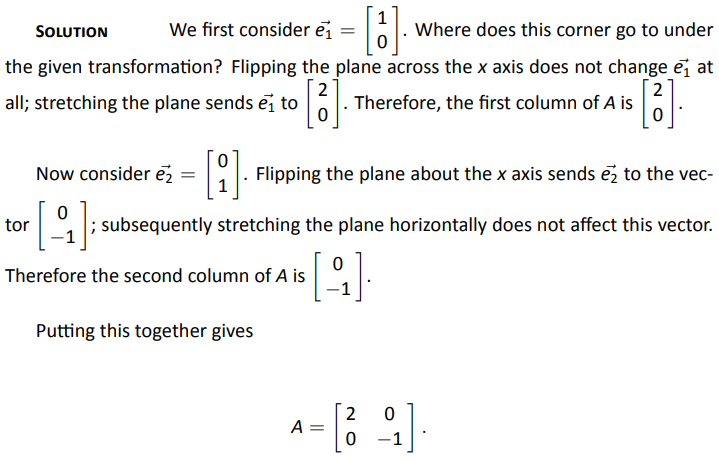 SOLUTION We first consider $\vec{e_1} = \begin{bmatrix} 1 \\ 0 \end{bmatrix}$. Where does this corner go to under
the given transformation? Flipping the plane across the x axis does not change $\vec{e_1}$ at
all; stretching the plane sends $\vec{e_1}$ to $\begin{bmatrix} 2 \\ 0 \end{bmatrix}$. Therefore, the first column of A is $\begin{bmatrix} 2 \\ 0 \end{bmatrix}$.
Now consider $\vec{e_2} = \begin{bmatrix} 0 \\ 1 \end{bmatrix}$. Flipping the plane about the x axis sends $\vec{e_2}$ to the vec-
tor $\begin{bmatrix} 0 \\ -1 \end{bmatrix}$; subsequently stretching the plane horizontally does not affect this vector.
Therefore the second column of A is $\begin{bmatrix} 0 \\ -1 \end{bmatrix}$.
Putting this together gives
$A = \begin{bmatrix} 2 & 0 \\ 0 & -1 \end{bmatrix}$.